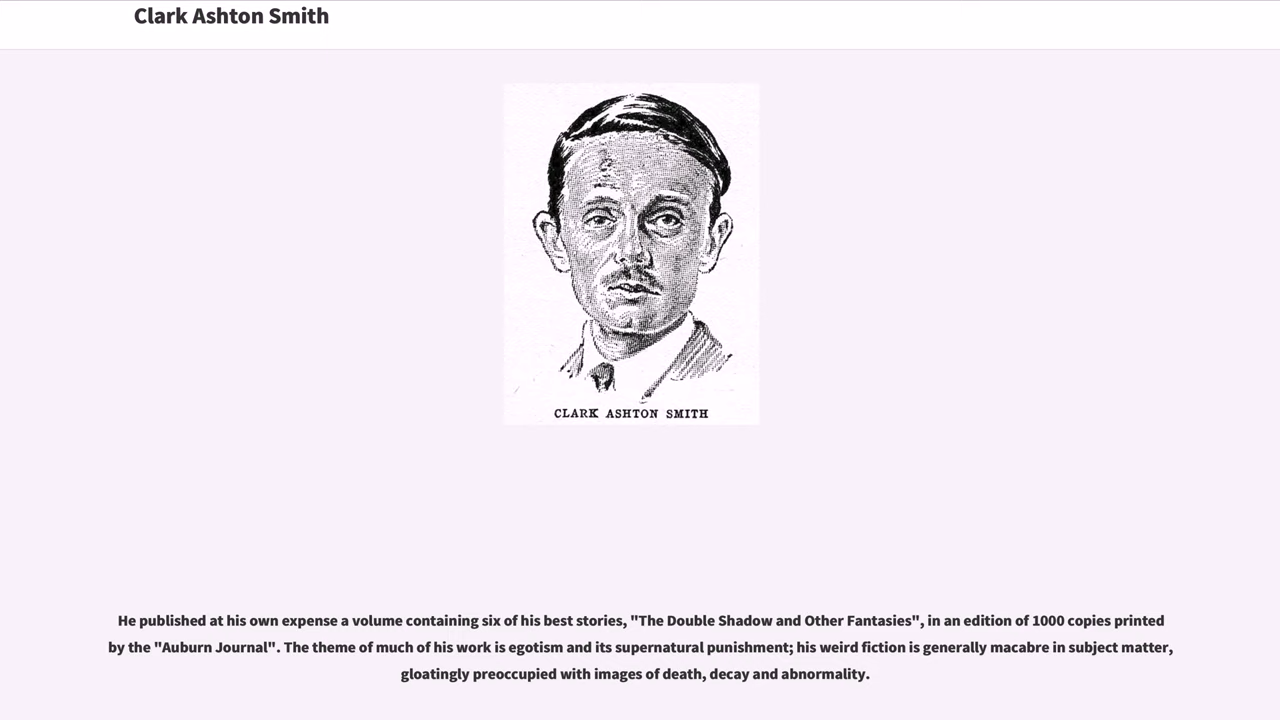 Clark Ashton Smith
CLARK ASHTON SMITH
He published at his own expense a volume containing six of his best stories, "The Double Shadow and Other Fantasies", in an edition of 1000 copies printed
by the "Auburn Journal". The theme of much of his work is egotism and its supernatural punishment; his weird fiction is generally macabre in subject matter,
gloatingly preoccupied with images of death, decay and abnormality.